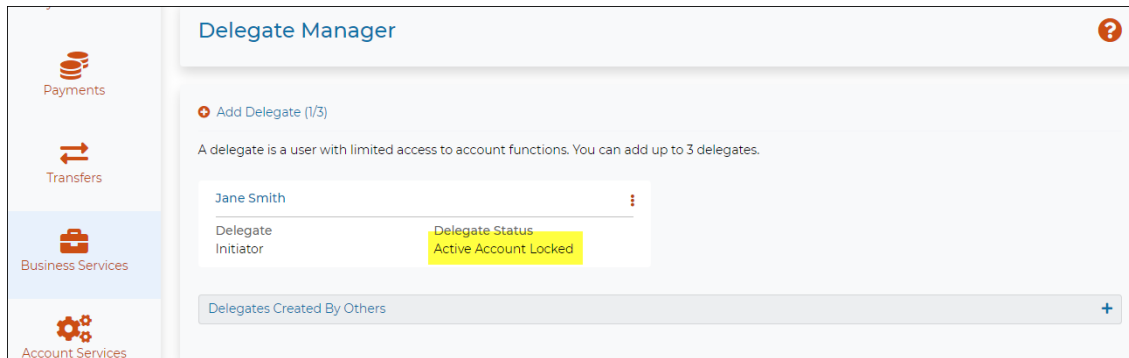 Payments
Transfers
Business Services
Account Services
Delegate Manager
Add Delegate (1/3)
A delegate is a user with limited access to account functions. You can add up to 3 delegates.
Jane Smith
Delegate
Initiator
Delegate Status
Active Account Locked
Delegates Created By Others